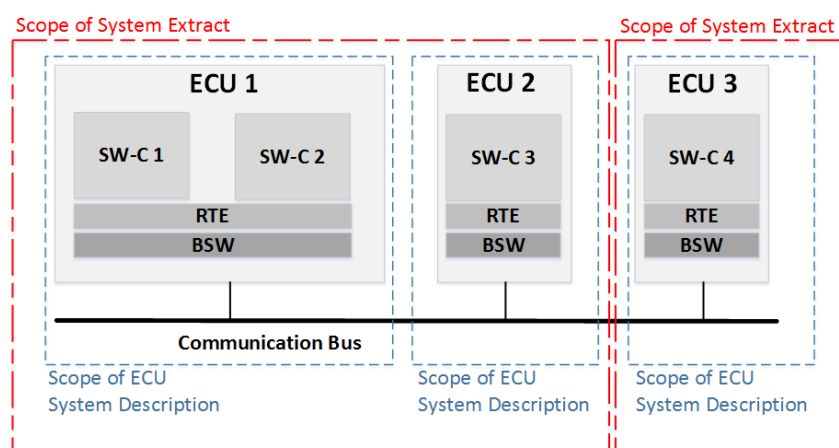 Scope of System Extract
Scope of System Extract
ECU 1
ECU 2
ECU 3
SW-C 1
SW-C 2
SW-C 3
SW-C 4
RTE
RTE
RTE
BSW
BSW
BSW
Communication Bus
Scope of ECU
System Description
Scope of ECU
System Description
Scope of ECU
System Description